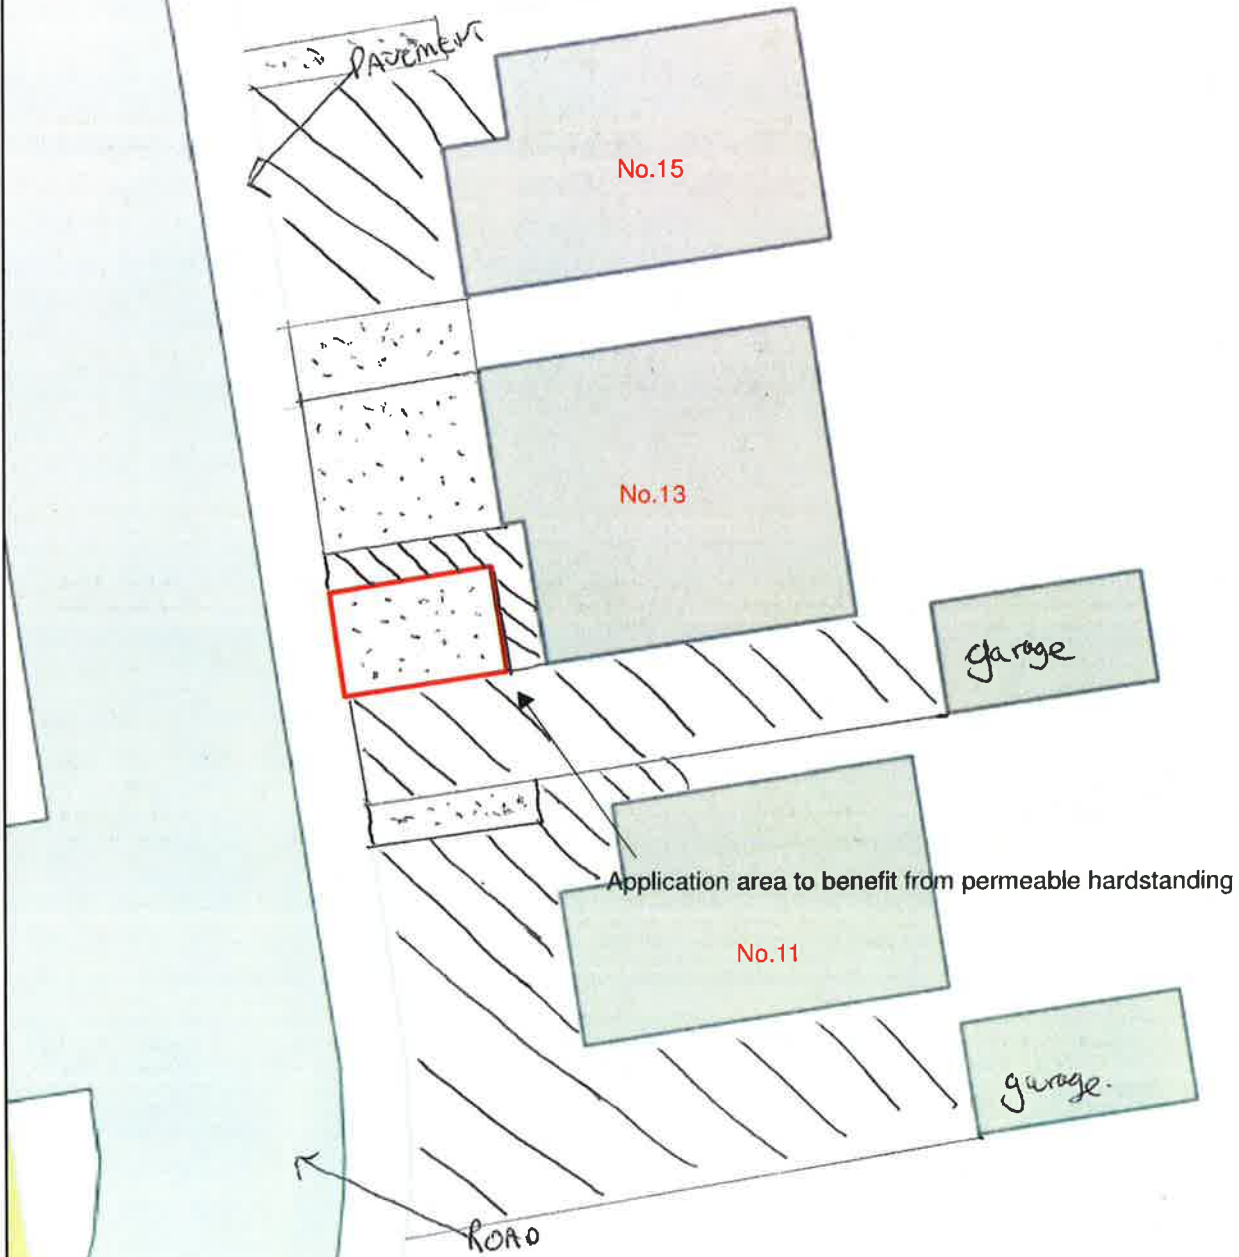 PAVEMENT
No.15
No.13
garage
Application area to benefit from permeable hardstanding
No.11
garage.
ROAD